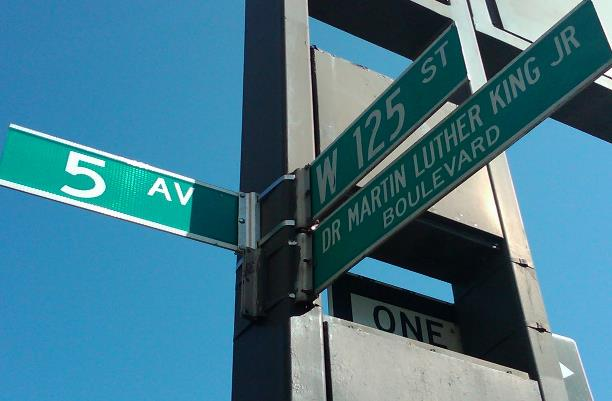 5 AV
W 125 ST
DR MARTIN LUTHER KING JR
BOULEVARD
ONE